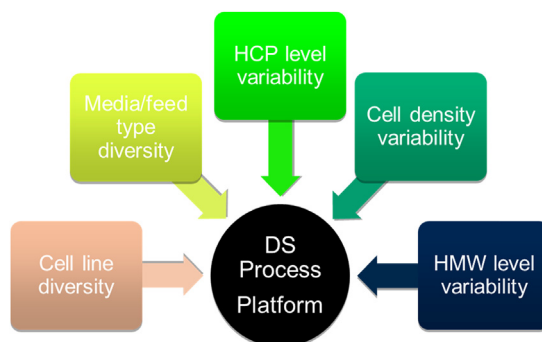 HCP level
variability
Media/feed
type
diversity
Cell density
variability
Cell line
diversity
DS
Process
Platform
HMW level
variability